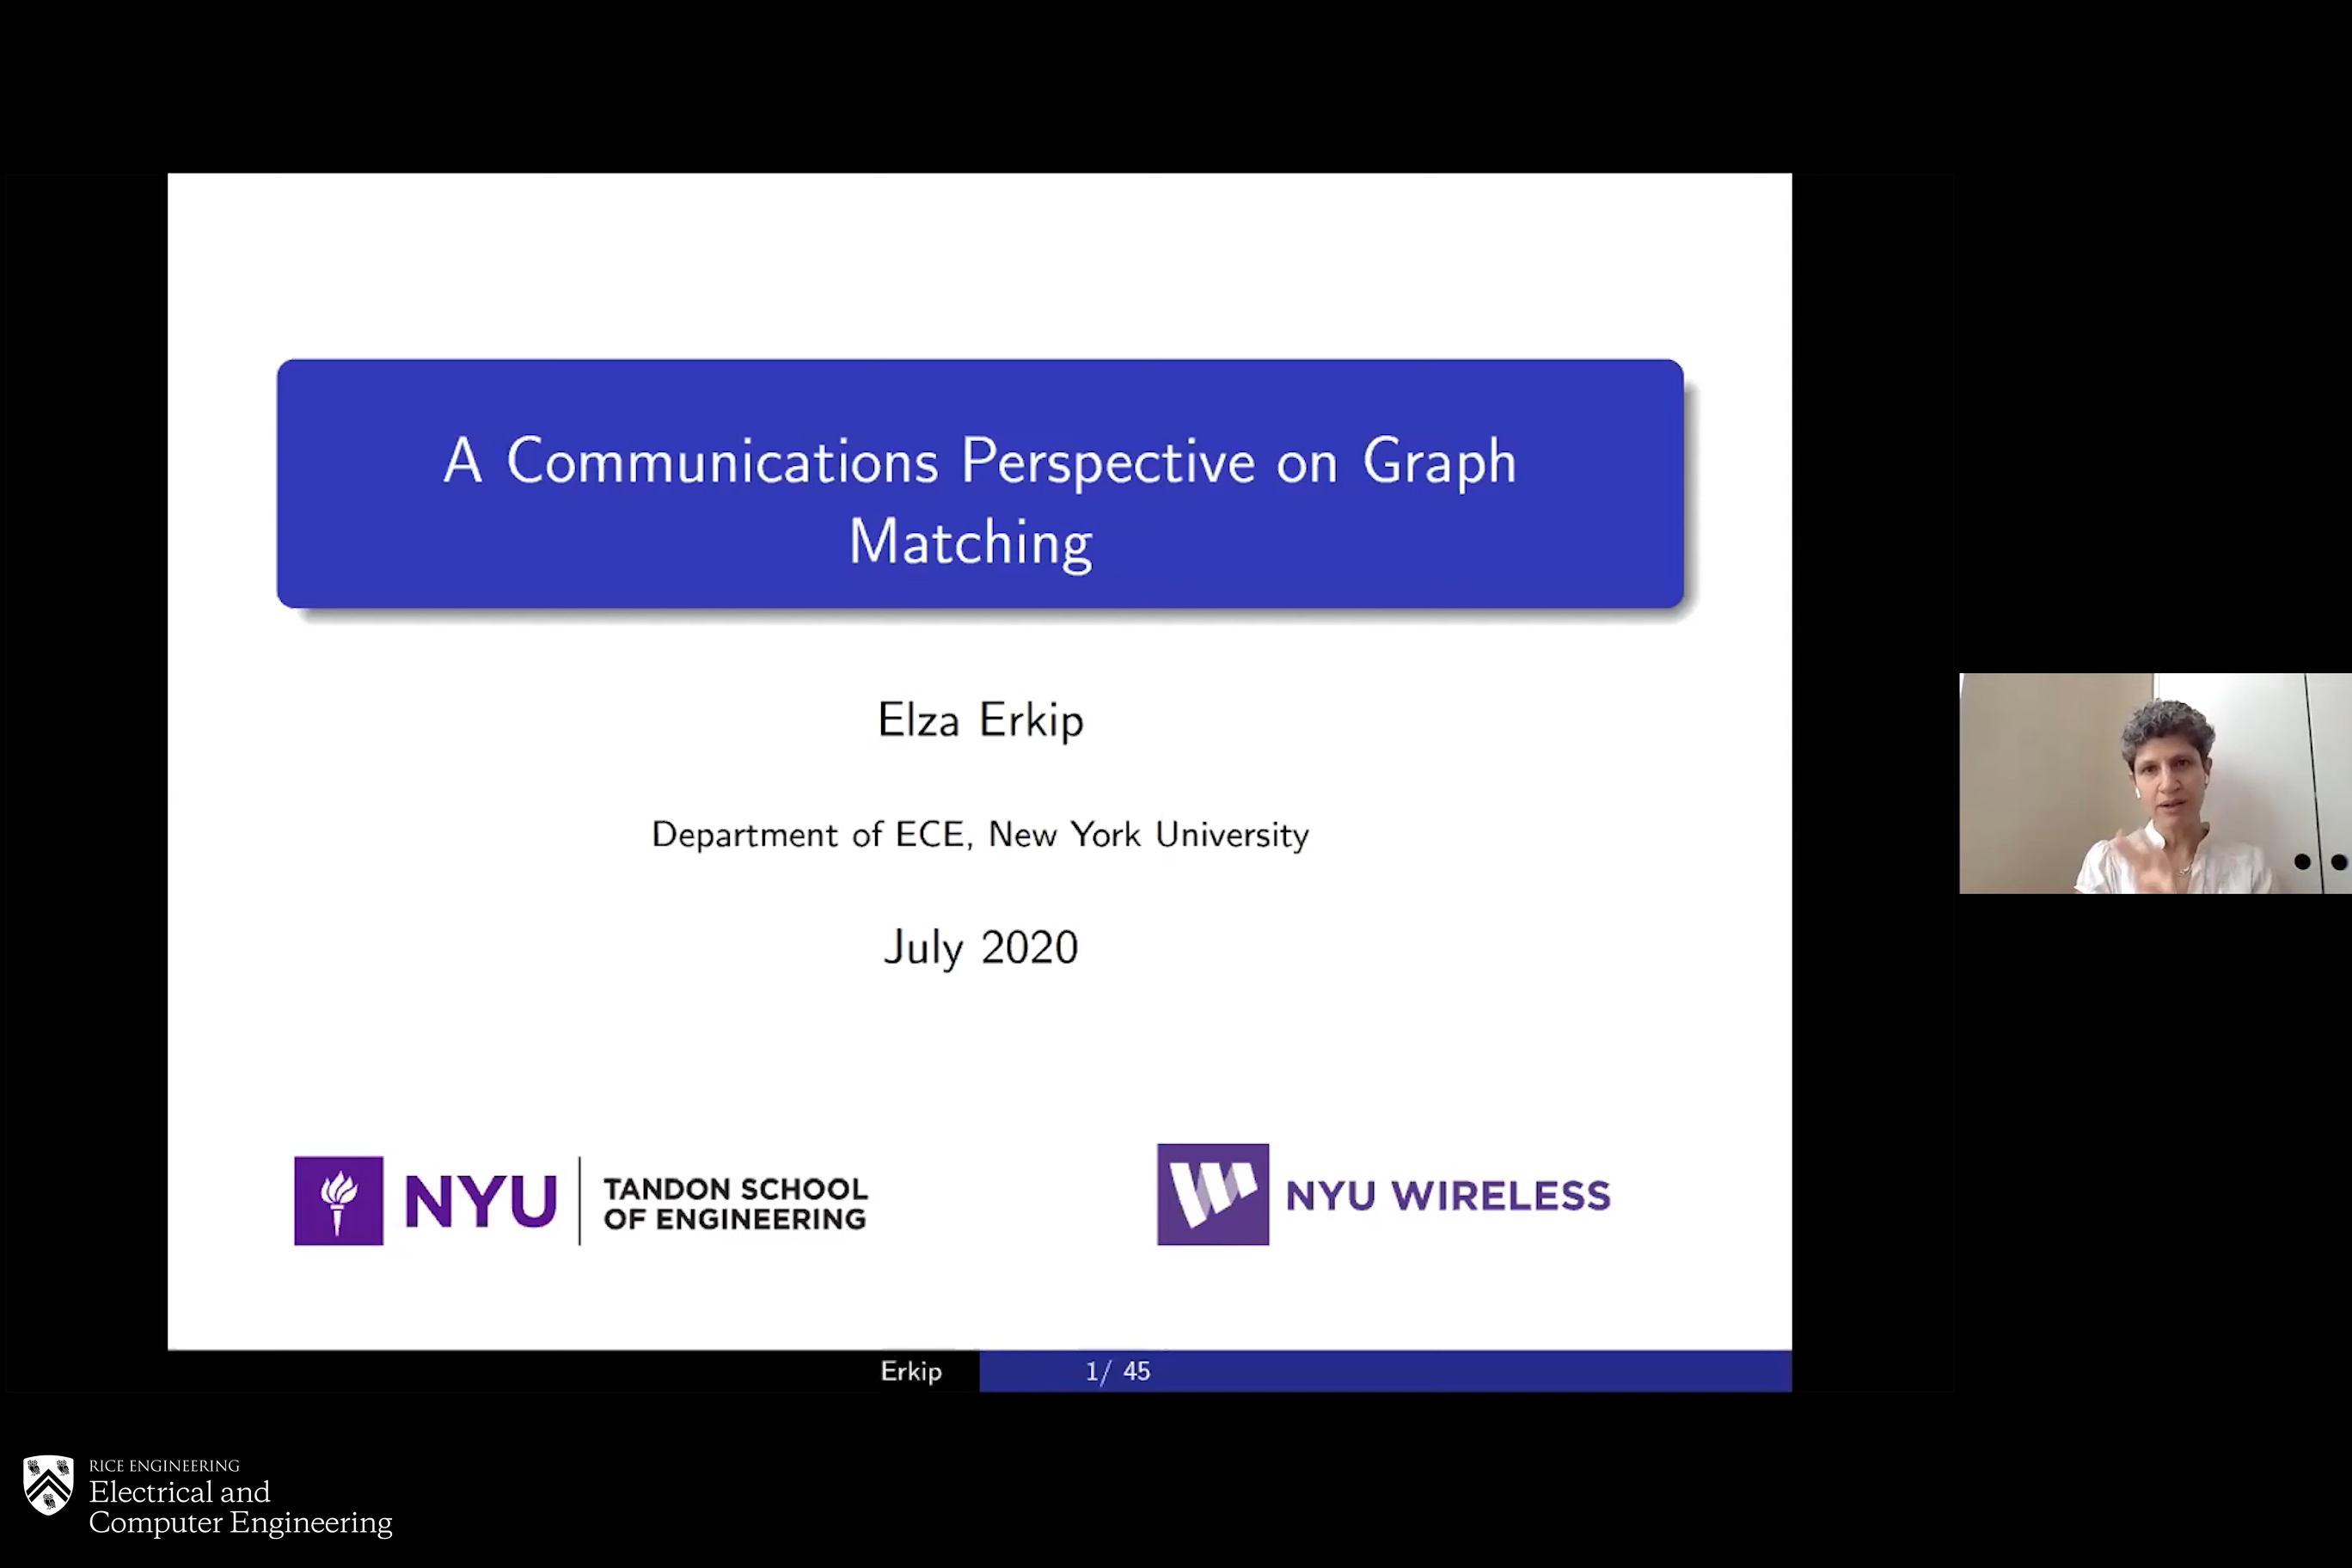 A Communications Perspective on Graph
Matching
Elza Erkip
Department of ECE, New York University
July 2020
NYU
TANDON SCHOOL
OF ENGINEERING
NYU WIRELESS
Erkip
1/ 45
RICE ENGINEERING
Electrical and
Computer Engineering